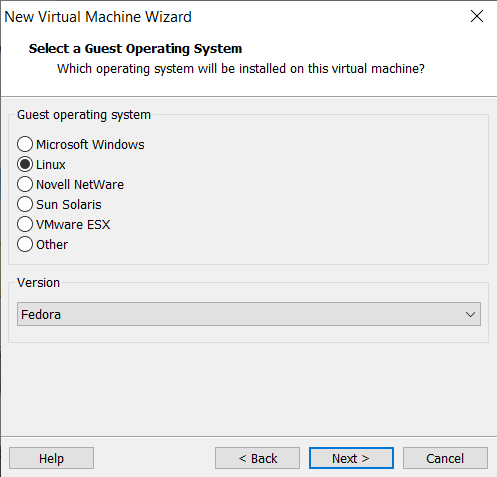 New Virtual Machine Wizard
Select a Guest Operating System
Which operating system will be installed on this virtual machine?
Guest operating system
Microsoft Windows
Linux
Novell NetWare
Sun Solaris
VMware ESX
Other
Version
Fedora
Help
< Back
Next >
Cancel